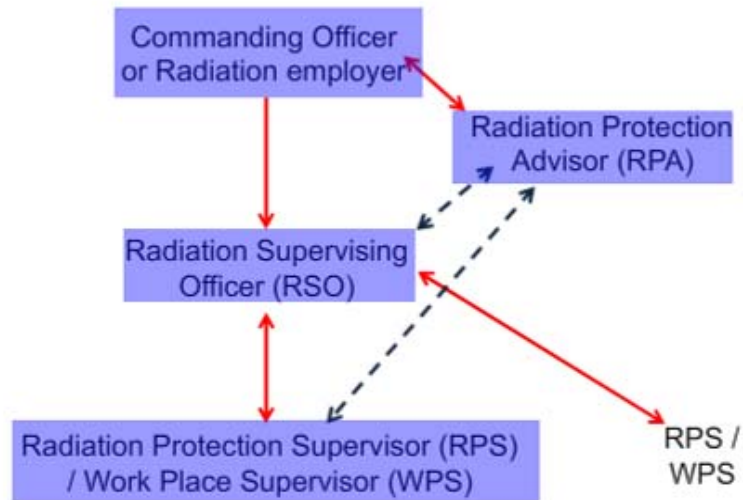 Commanding Officer
or Radiation employer
Radiation Protection
Advisor (RPA)
Radiation Supervising
Officer (RSO)
Radiation Protection Supervisor (RPS)
/ Work Place Supervisor (WPS)
RPS /
WPS